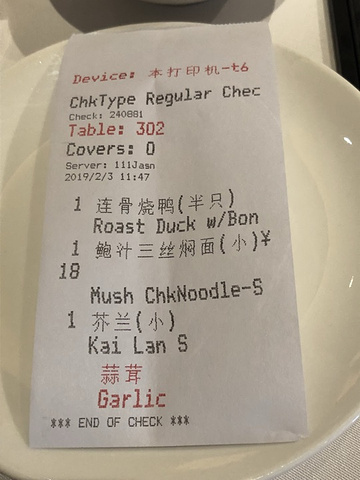 Device: 本打印机-t6
ChkType Regular Chec
Check: 240881
Table: 302
Covers: 0
Server: 111Jasn
2019/2/3 11:47
1 连骨烧鸭(半只)
Roast Duck w/Bon
1 鲍汁三丝焖面(小)¥
18
Mush ChkNoodle-S
1 芥兰(小)
Kai Lan S
蒜茸
Garlic
*** END OF CHECK ***